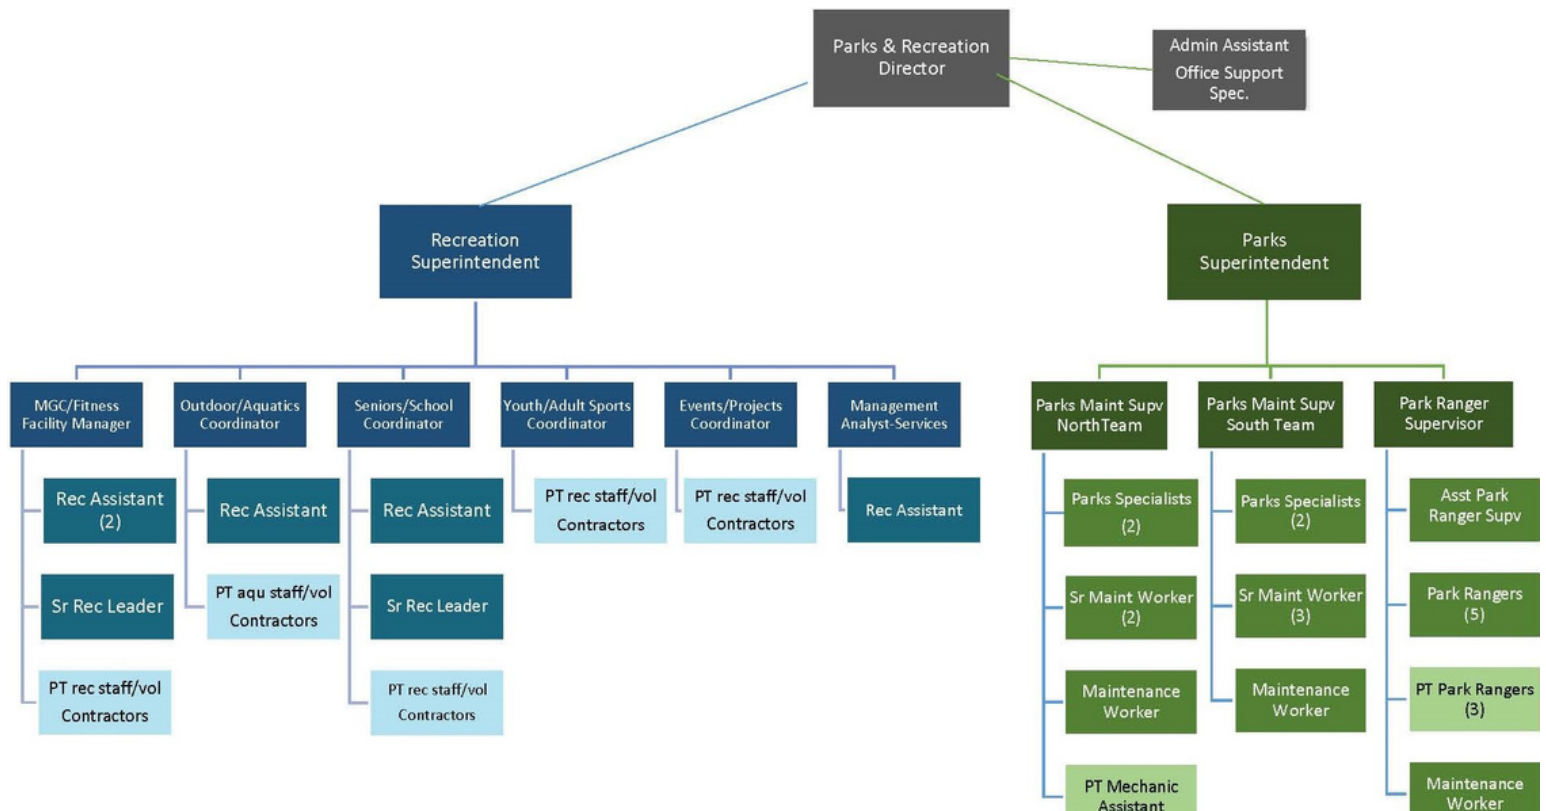 Parks & Recreation
Director
Admin Assistant
Office Support
Spec.
Recreation
Superintendent
Parks
Superintendent
MGC/Fitness
Facility Manager
Outdoor/Aquatics
Coordinator
Seniors/School
Coordinator
Youth/Adult Sports
Coordinator
Events/Projects
Coordinator
Management
Analyst-Services
Parks Maint Supv
NorthTeam
Parks Maint Supv
South Team
Park Ranger
Supervisor
Rec Assistant
(2)
Rec Assistant
Rec Assistant
PT rec staff/vol
Contractors
PT rec staff/vol
Contractors
Rec Assistant
Parks Specialists
(2)
Parks Specialists
(2)
Asst Park
Ranger Supv
Sr Rec Leader
PT aqu staff/vol
Contractors
Sr Rec Leader
Sr Maint Worker
(2)
Sr Maint Worker
(3)
Park Rangers
(5)
PT rec staff/vol
Contractors
PT rec staff/vol
Contractors
Maintenance
Worker
Maintenance
Worker
PT Park Rangers
(3)
PT Mechanic
Assistant
Maintenance
Worker